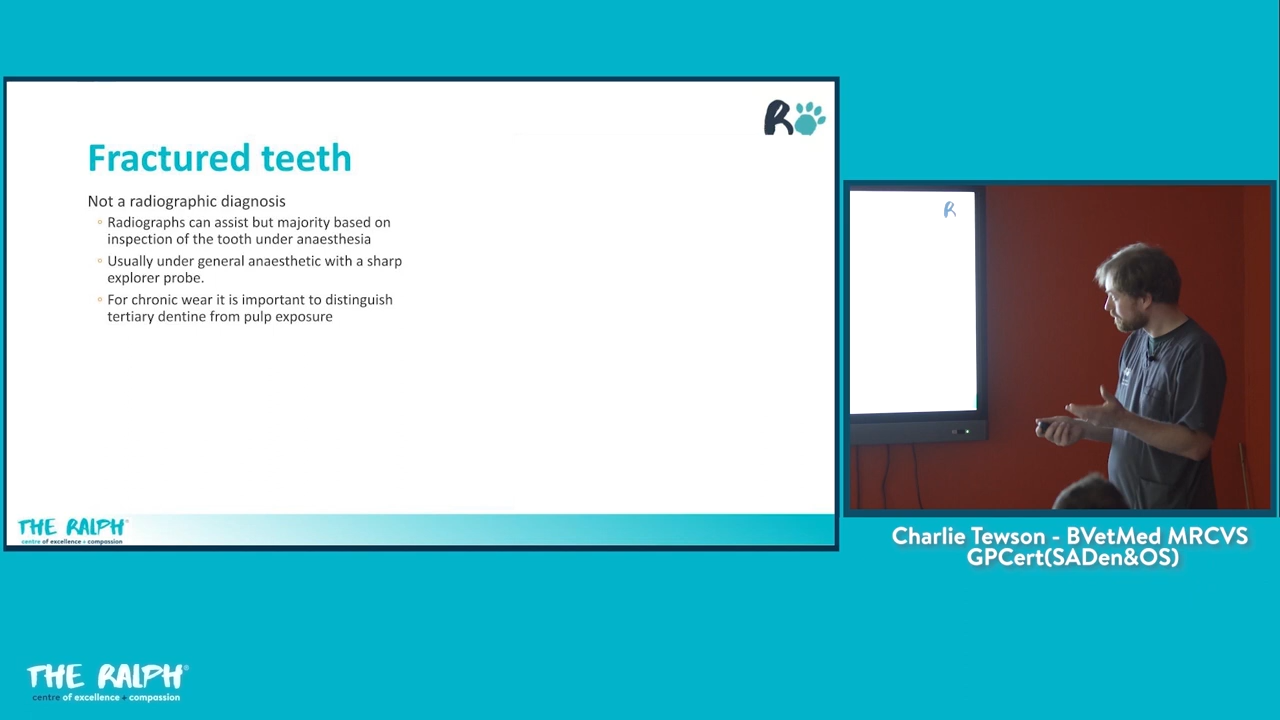 R
Fractured teeth
Not a radiographic diagnosis
Radiographs can assist but majority based on
inspection of the tooth under anaesthesia
Usually under general anaesthetic with a sharp
explorer probe.
For chronic wear it is important to distinguish
tertiary dentine from pulp exposure
THE RALPH®
centre of excellence + compassion
R
Charlie Tewson - BVetMed MRCVS
GPCert(SADen&OS)
THE RALPH®
centre of excellence + compassion